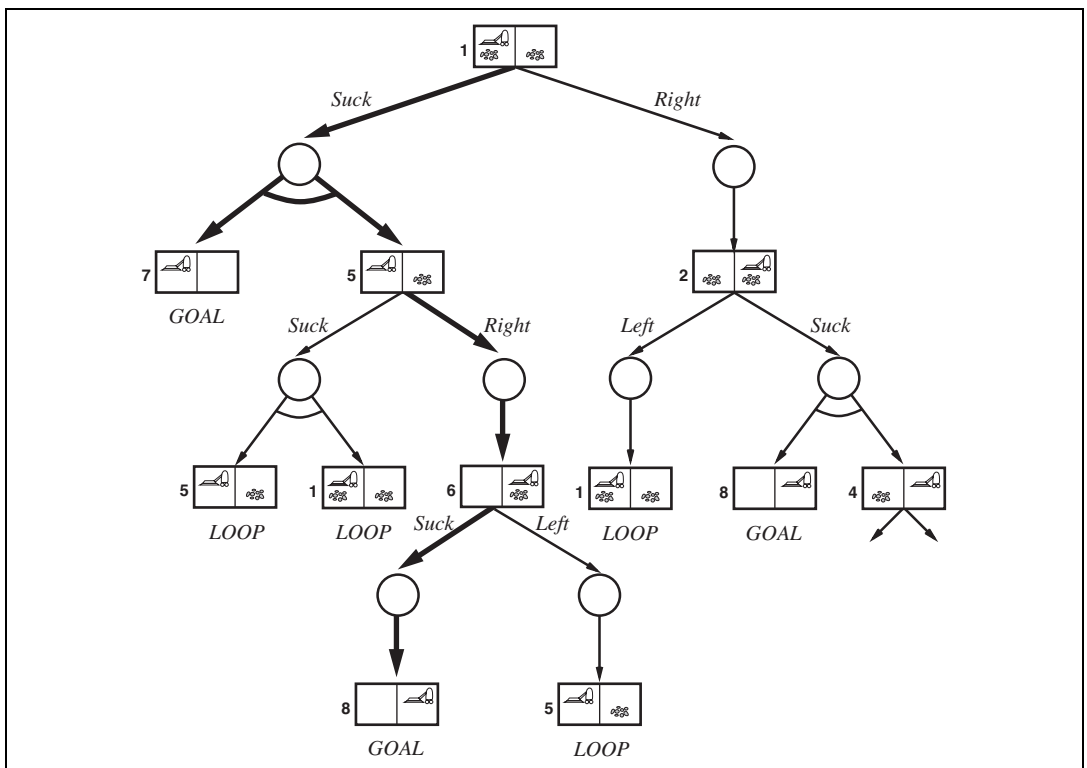 1
Suck Right
7 5 2
GOAL
Suck Right Left Suck
5 1 6 1 8 4
LOOP LOOP LOOP GOAL
Suck Left
8 5
GOAL LOOP